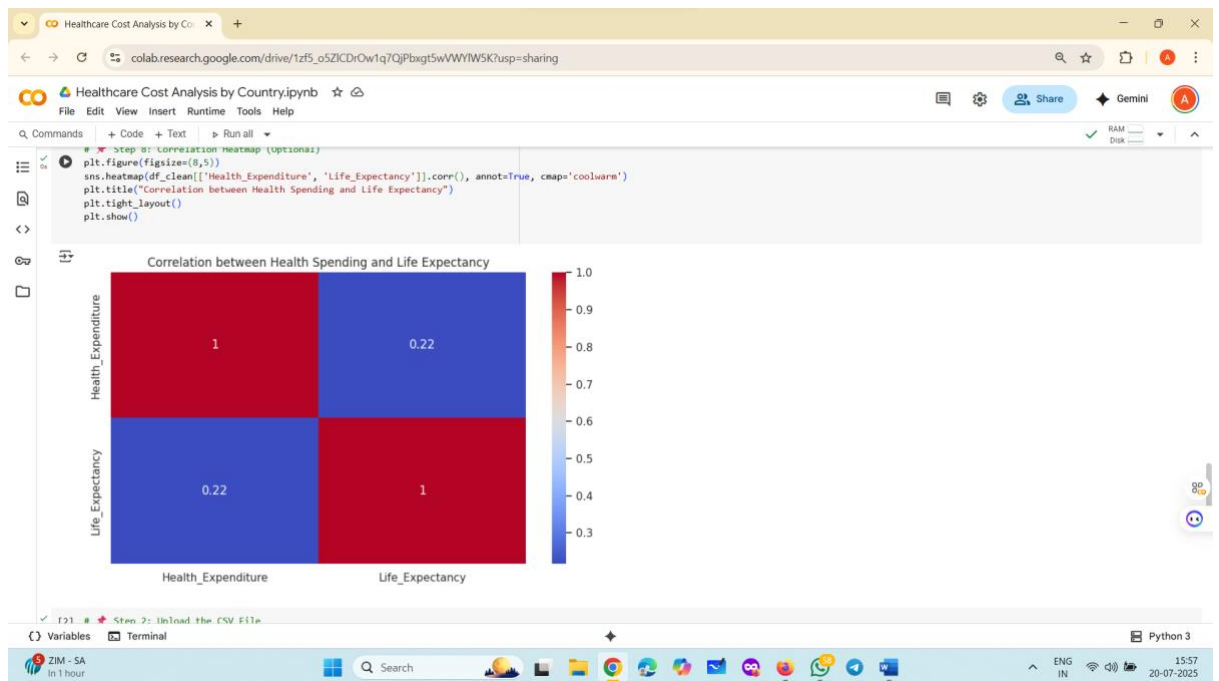 Healthcare Cost Analysis by Co
colab.research.google.com/drive/1zf5_o5ZlCDrOw1q7QjPbxgt5wVWYlW5K?usp=sharing
Healthcare Cost Analysis by Country.ipynb
File Edit View Insert Runtime Tools Help
Share
Gemini
A
Commands + Code + Text Run all
RAM
Disk
# 📌 Step 8: Correlation Heatmap (Optional)
plt.figure(figsize=(8,5))
sns.heatmap(df_clean[['Health_Expenditure', 'Life_Expectancy']].corr(), annot=True, cmap='coolwarm')
plt.title("Correlation between Health Spending and Life Expectancy")
plt.tight_layout()
plt.show()
Correlation between Health Spending and Life Expectancy
Health_Expenditure
Life_Expectancy
1
0.22
0.22
1
Health_Expenditure
Life_Expectancy
1.0
0.9
0.8
0.7
0.6
0.5
0.4
0.3
[2] # 📌 Step 2: Upload the CSV File
Variables
Terminal
Python 3
ZIM - SA
In 1 hour
Search
ENG
IN
15:57
20-07-2025